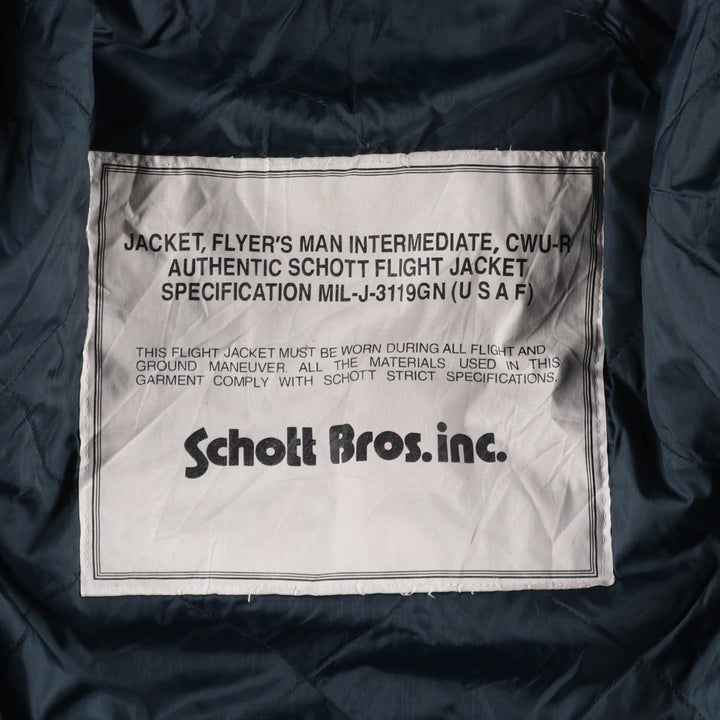 JACKET, FLYER'S MAN INTERMEDIATE, CWU-R
AUTHENTIC SCHOTT FLIGHT JACKET
SPECIFICATION MIL-J-3119GN (U S A F)
THIS FLIGHT JACKET MUST BE WORN DURING ALL FLIGHT AND
GROUND MANEUVER. ALL THE MATERIALS USED IN THIS
GARMENT COMPLY WITH SCHOTT STRICT SPECIFICATIONS.
Schott Bros.inc.